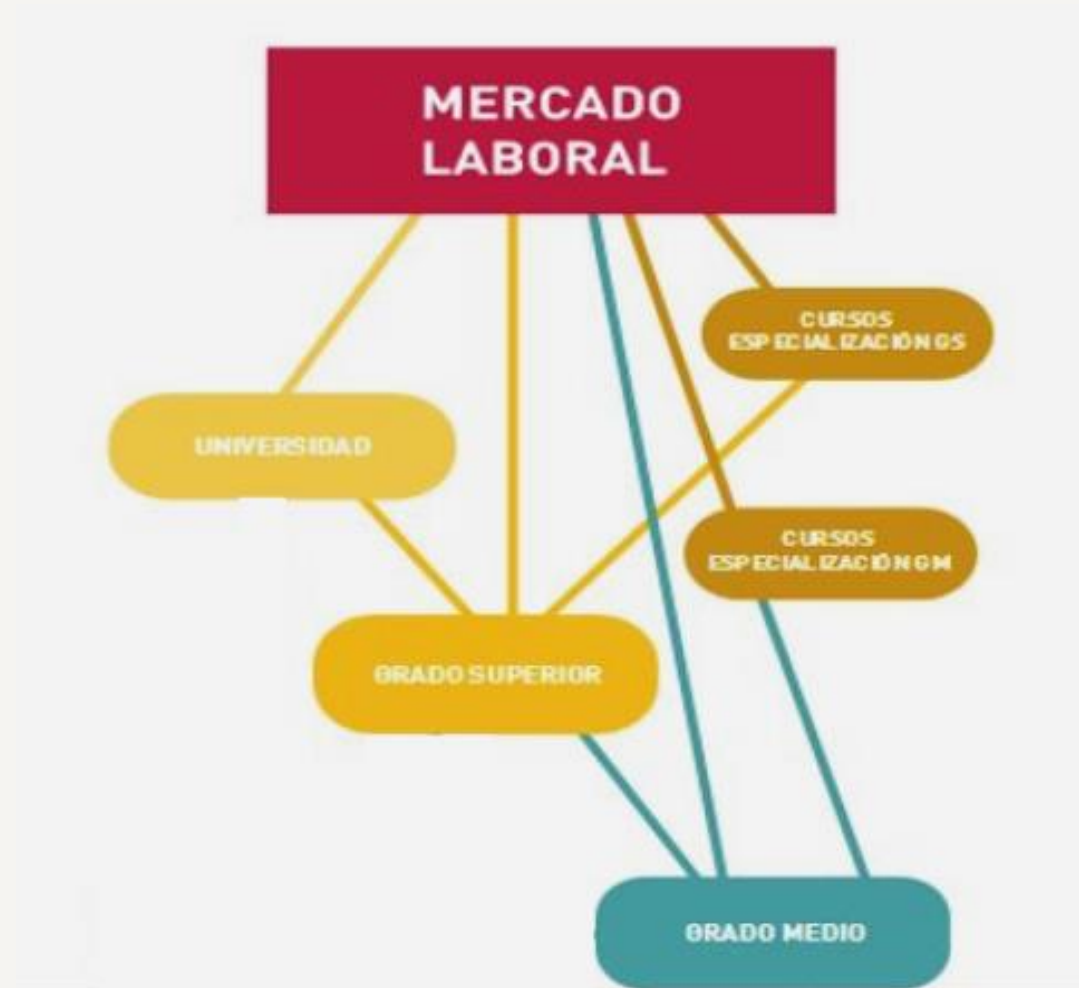 MERCADO
LABORAL
CURSOS
ESPECIALIZACIÓN GS
UNIVERSIDAD
CURSOS
ESPECIALIZACIÓN GM
GRADO SUPERIOR
GRADO MEDIO